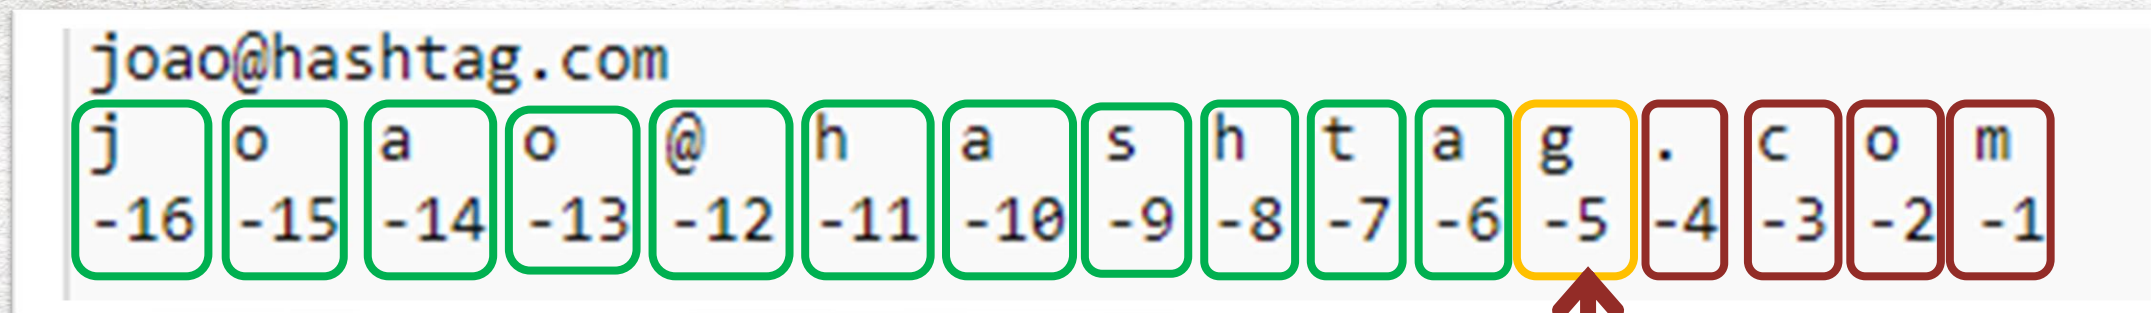 joao@hashtag.com
j o a o @ h a s h t a g . c o m
-16 -15 -14 -13 -12 -11 -10 -9 -8 -7 -6 -5 -4 -3 -2 -1